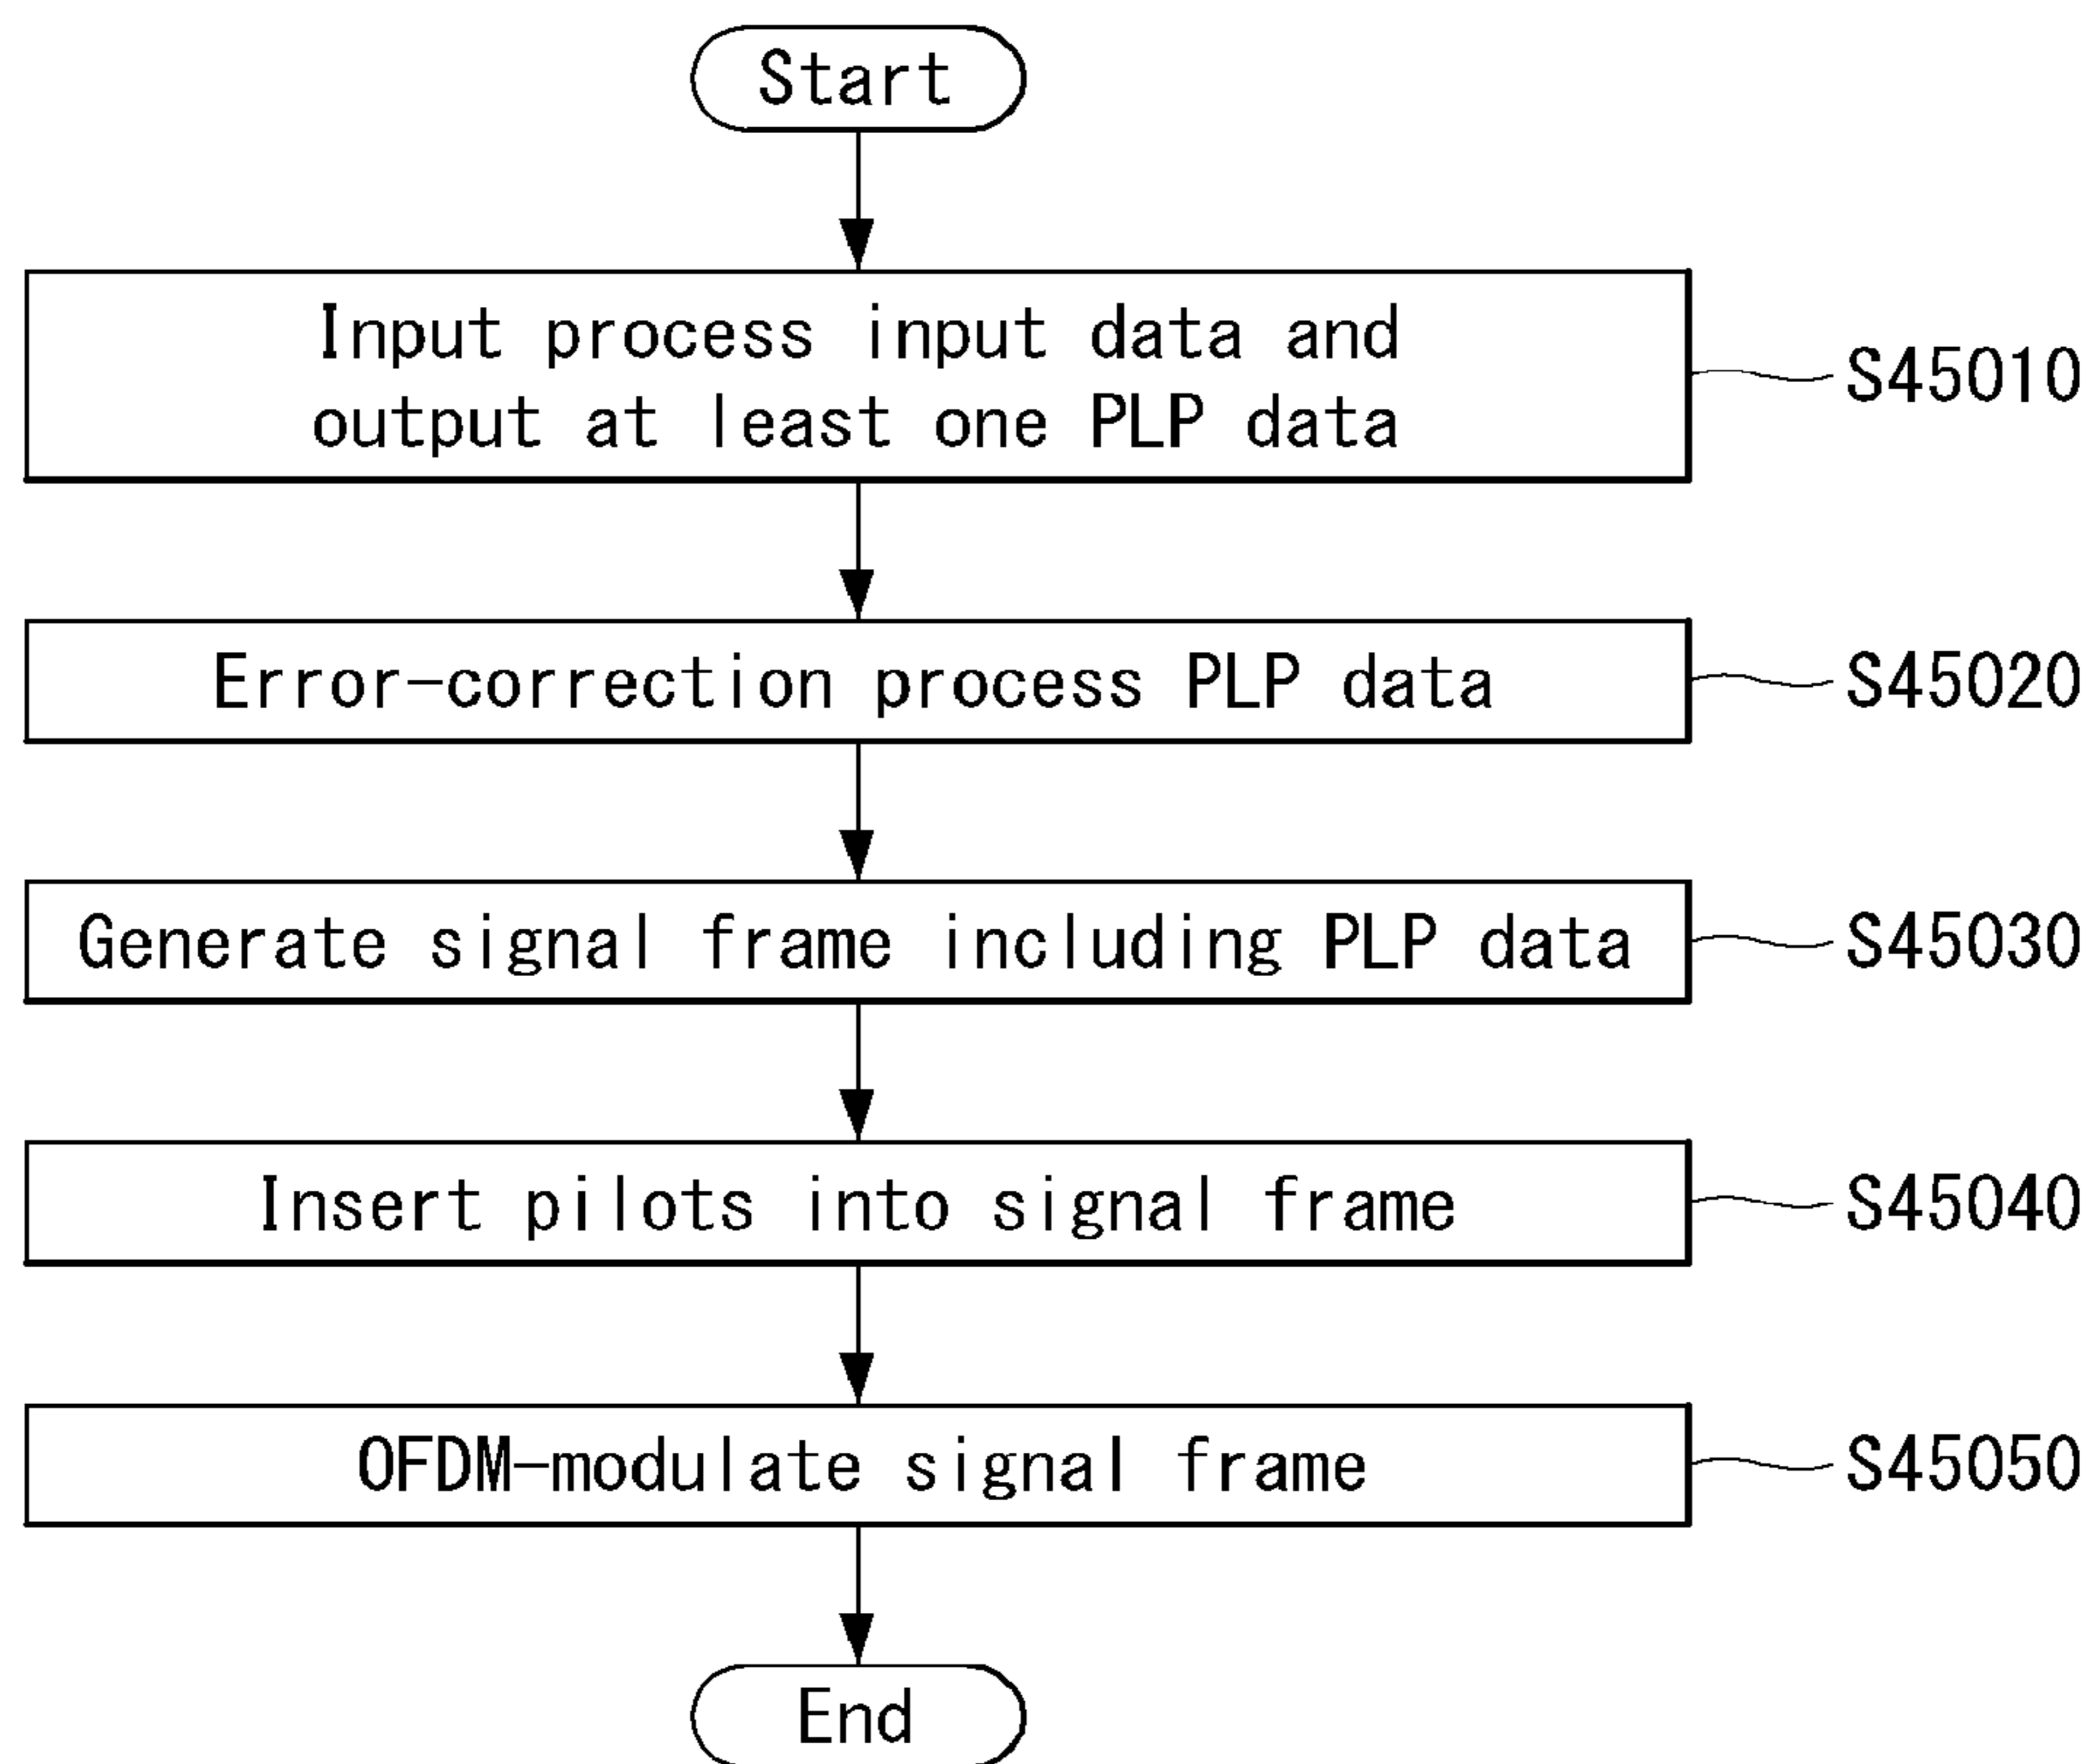 Start
Input process input data and
output at least one PLP data
S45010
Error-correction process PLP data
S45020
Generate signal frame including PLP data
S45030
Insert pilots into signal frame
S45040
OFDM-modulate signal frame
S45050
End